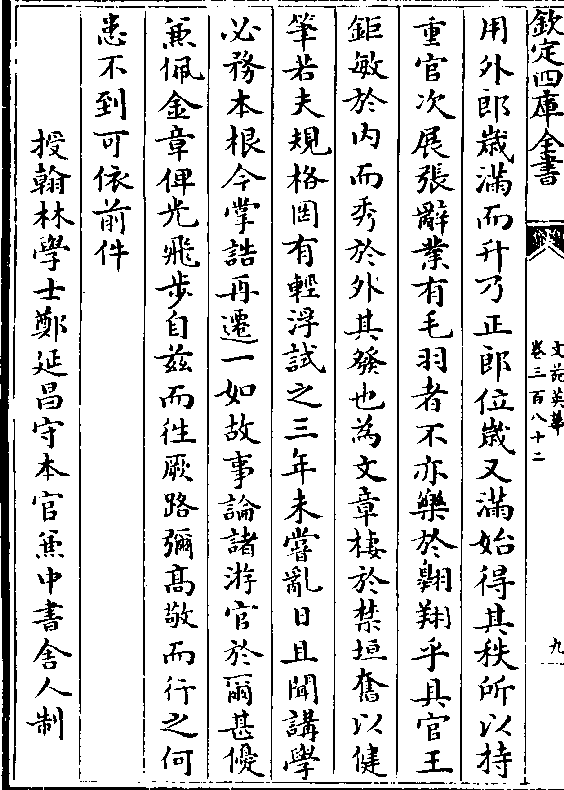 欽定四庫全書
文苑英華
卷三百八十二
九
用外郎歲滿而升乃正郎位歲又滿始得其秩所以持
重官次展張辭業有毛羽者不亦樂於翺翔乎具官王
鉅敏於内而秀於外其發也為文章棲於禁垣奮以健
筆若夫規格固有輕浮試之三年未嘗亂日且聞講學
必務本根今掌誥再遷一如故事論諸游官於爾甚優
兼佩金章俾光飛步自兹而徃厥路彌髙敬而行之何
患不到可依前件
授翰林學士鄭延昌守本官兼中書舍人制